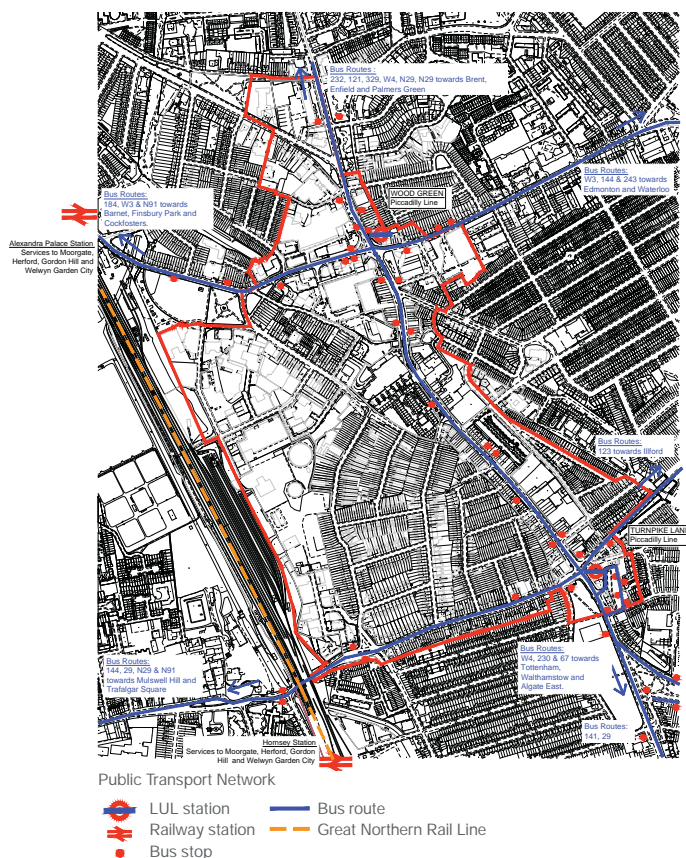 Bus Routes :
232, 121, 329, W4, N29, N29 towards Brent,
Enfield and Palmers Green
WOOD GREEN
Piccadilly Line
Bus Routes:
W3, 144 & 243 towards
Edmonton and Waterloo
Bus Routes:
184, W3 & N91 towards
Barnet, Finsbury Park and
Cockfosters.
Alexandra Palace Station
Services to Moorgate,
Herford, Gordon Hill and
Welwyn Garden City
Bus Routes:
123 towards Ilford
TURNPIKE LANE
Piccadilly Line
Bus Routes:
144, 29, N29 & N91
towards Mulswell Hill and
Trafalgar Square
Bus Routes:
W4, 230 & 67 towards
Tottenham,
Walthamstow and
Algate East.
Bus Routes:
141, 29
Hornsey Station
Services to Moorgate, Herford, Gordon
Hill and Welwyn Garden City
Public Transport Network
LUL station
Bus route
Railway station
Great Northern Rail Line
Bus stop